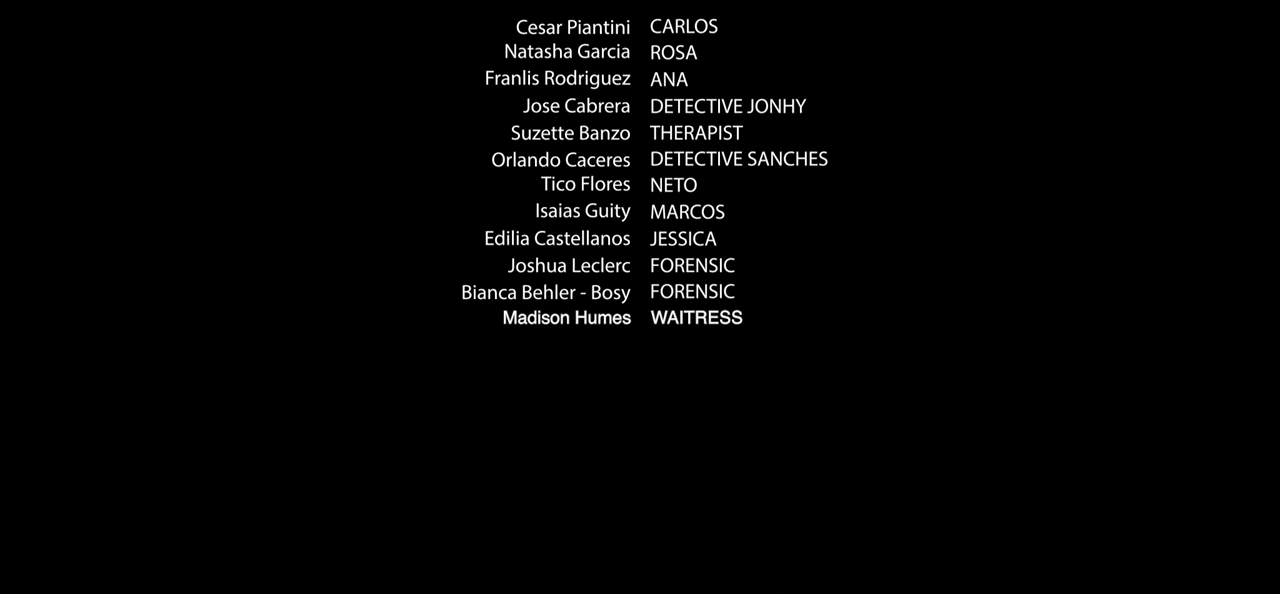 Cesar Piantini CARLOS
Natasha Garcia ROSA
Franlis Rodriguez ANA
Jose Cabrera DETECTIVE JONHY
Suzette Banzo THERAPIST
Orlando Caceres DETECTIVE SANCHES
Tico Flores NETO
Isaias Guity MARCOS
Edilia Castellanos JESSICA
Joshua Leclerc FORENSIC
Bianca Behler - Bosy FORENSIC
Madison Humes WAITRESS